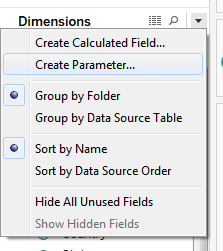 Dimensions
Create Calculated Field...
Create Parameter...
Group by Folder
Group by Data Source Table
Sort by Name
Sort by Data Source Order
Hide All Unused Fields
Show Hidden Fields